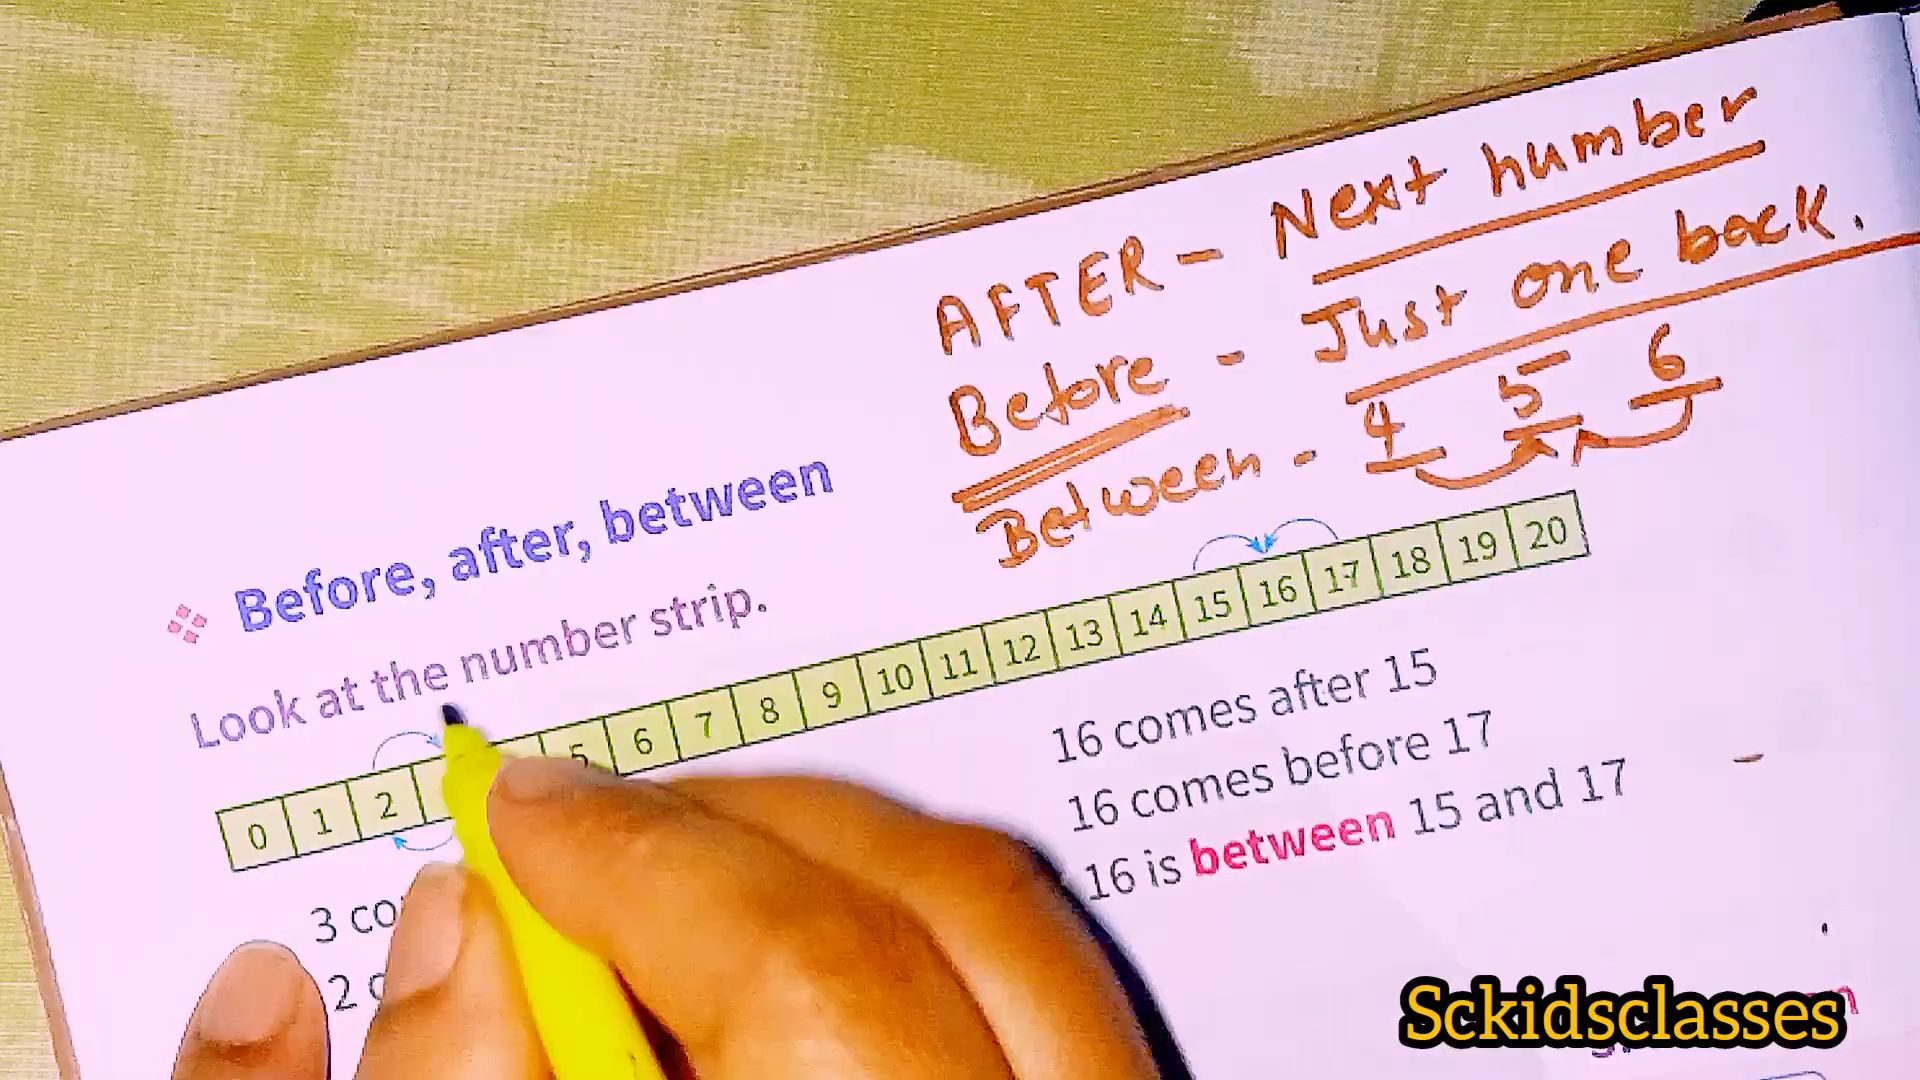 AFTER - Next number
Before - Just one back.
Between - 4 5 6
Before, after, between
Look at the number strip.
0 1 2 5 6 7 8 9 10 11 12 13 14 15 16 17 18 19 20
3 co
2 c
16 comes after 15
16 comes before 17
16 is between 15 and 17
Sckidsclasses